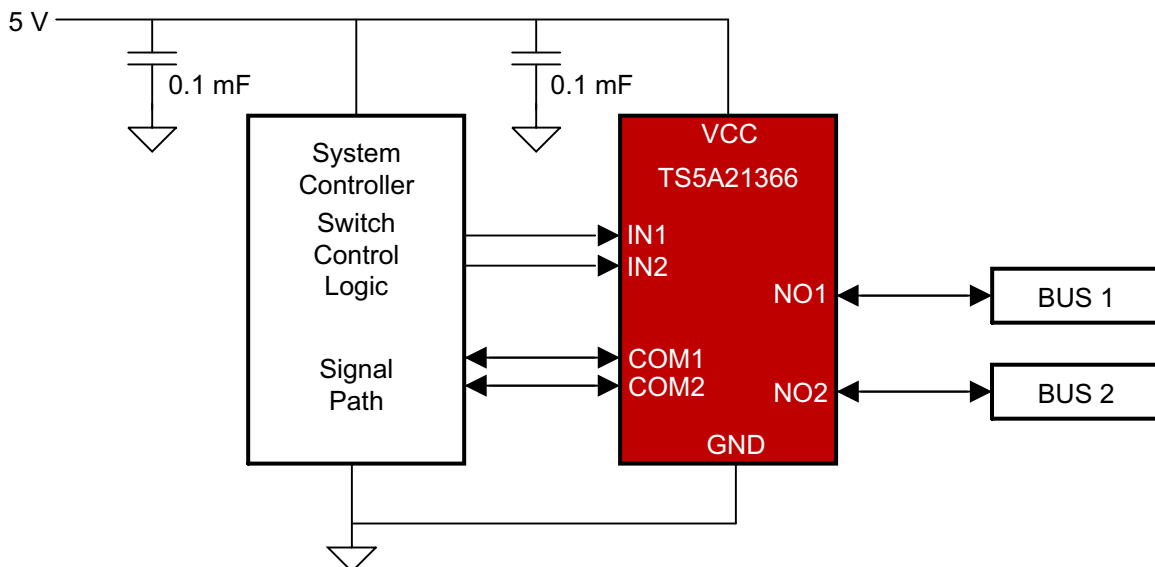 5 V
0.1 mF
0.1 mF
System
Controller
Switch
Control
Logic
Signal
Path
VCC
TS5A21366
IN1
IN2
COM1
COM2
NO1
NO2
GND
BUS 1
BUS 2